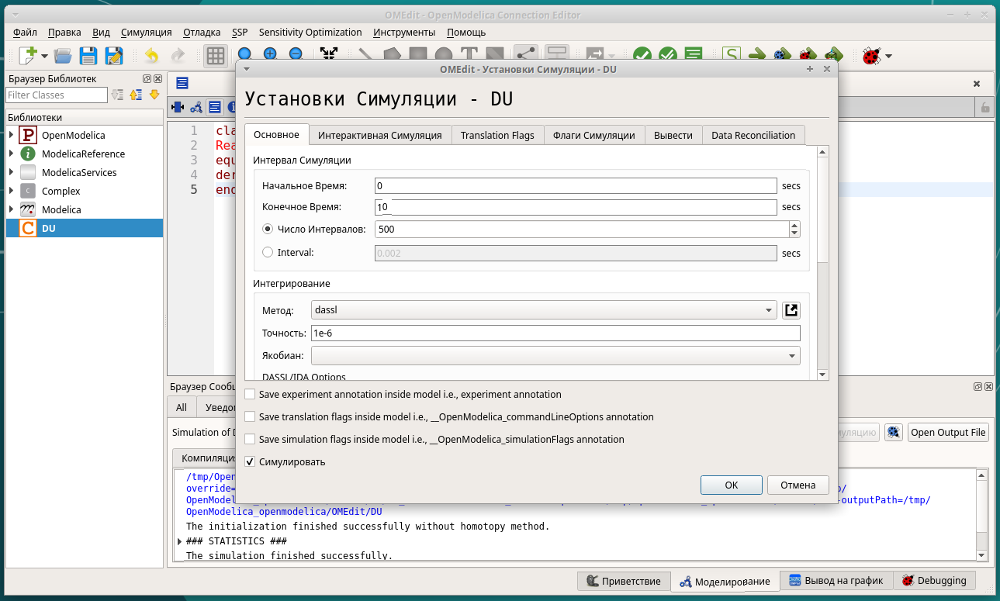 OMEdit - OpenModelica Connection Editor
Файл Правка Вид Симуляция Отладка SSP Sensitivity Optimization Инструменты Помощь
Браузер Библиотек
Filter Classes
Библиотеки
OpenModelica
ModelicaReference
ModelicaServices
Complex
Modelica
DU
1 cla
2 Rea
3 equ
4 der
5 end
OMEdit - Установки Симуляции - DU
Установки Симуляции - DU
Основное Интерактивная Симуляция Translation Flags Флаги Симуляции Вывести Data Reconciliation
Интервал Симуляции
Начальное Время: 0 secs
Конечное Время: 10 secs
Число Интервалов: 500
Interval: 0.002 secs
Интегрирование
Метод: dassl
Точность: 1e-6
Якобиан:
DASSL/IDA Options
Save experiment annotation inside model i.e., experiment annotation
Save translation flags inside model i.e., __OpenModelica_commandLineOptions annotation
Save simulation flags inside model i.e., __OpenModelica_simulationFlags annotation
Симулировать
OK Отмена
Браузер Сооб
All Уведо
Simulation of D
муляцию Open Output File
Компиляция
/tmp/Open
override=
p/
OpenModel
-outputPath=/tmp/
OpenModelica_openmodelica/OMEdit/DU
The initialization finished successfully without homotopy method.
### STATISTICS ###
The simulation finished successfully.
Приветствие Моделирование Вывод на график Debugging